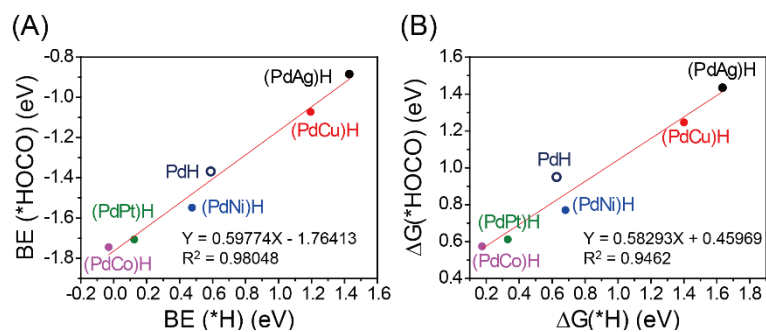 (A)
BE (*HOCO) (eV)
-0.8
-1.0
-1.2
-1.4
-1.6
-1.8
(PdAg)H
(PdCu)H
PdH
(PdNi)H
(PdPt)H
(PdCo)H
Y = 0.59774X - 1.76413
R² = 0.98048
-0.2 0.0 0.2 0.4 0.6 0.8 1.0 1.2 1.4 1.6
BE (*H) (eV)
(B)
ΔG(*HOCO) (eV)
1.6
1.4
1.2
1.0
0.8
0.6
0.4
(PdAg)H
(PdCu)H
PdH
(PdNi)H
(PdPt)H
(PdCo)H
Y = 0.58293X + 0.45969
R² = 0.9462
0.2 0.4 0.6 0.8 1.0 1.2 1.4 1.6 1.8
ΔG(*H) (eV)